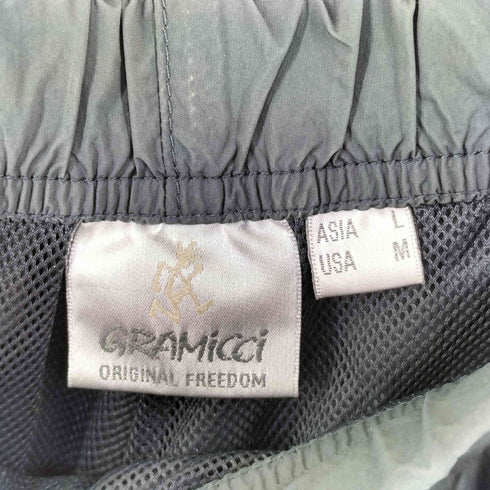 GRAMiCCi
ORIGINAL FREEDOM
ASIA L
USA M